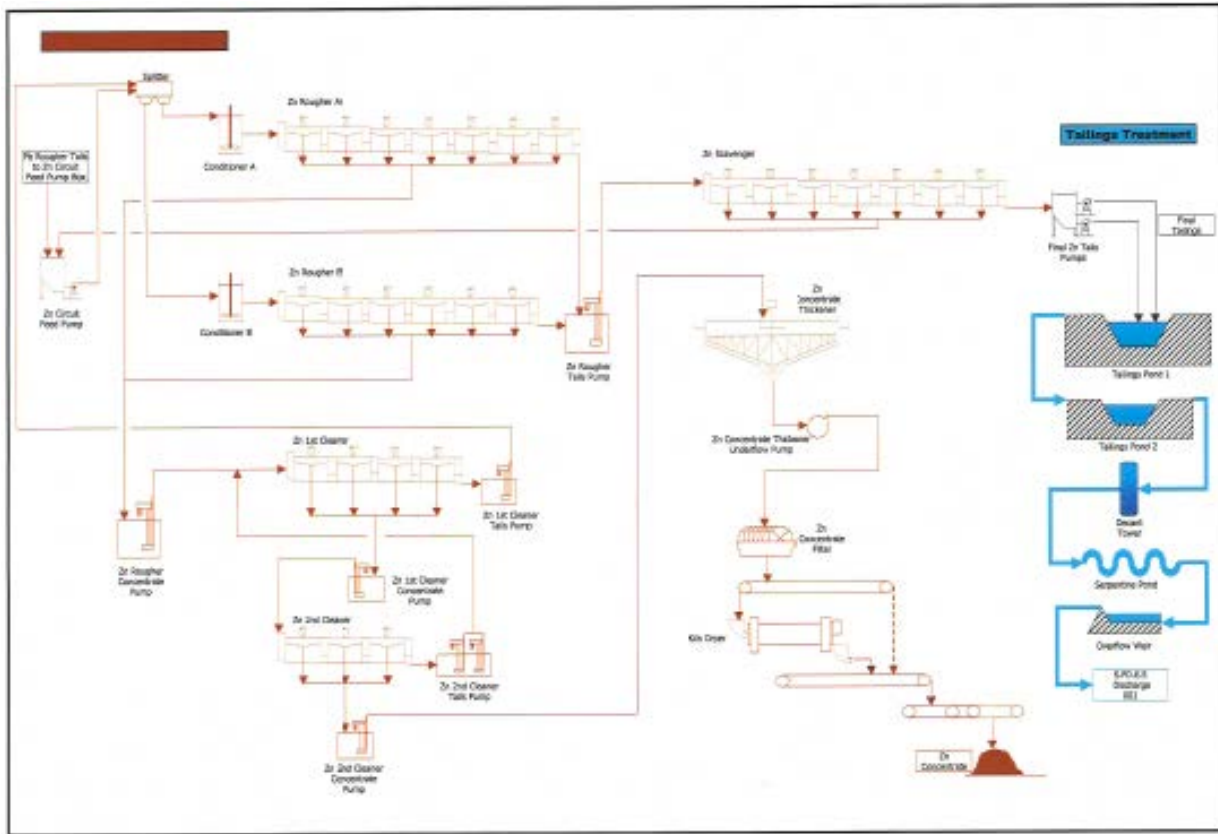 Splitter
Zn Rougher A
Conditioner A
Pb Rougher Tails
to Zn Circuit
Feed Pump Box
Zn Scavenger
Tailings Treatment
Final
Tailings
Final Zn Tails
Pumps
Zn Circuit
Feed Pump
Zn Rougher B
Conditioner B
Zn Rougher
Tails Pump
Zn
Concentrate
Thickener
Tailings Pond 1
Zn Concentrate Thickener
Underflow Pump
Tailings Pond 2
Zn 1st Cleaner
Zn 1st Cleaner
Tails Pump
Decant
Tower
Zn
Concentrate
Filter
Zn Rougher
Concentrate
Pump
Zn 1st Cleaner
Concentrate
Pump
Serpentine Pond
Zn 2nd Cleaner
Kiln Dryer
Overflow Weir
Zn 2nd Cleaner
Tails Pump
Discharge
001
Zn 2nd Cleaner
Concentrate
Pump
Zn
Concentrate